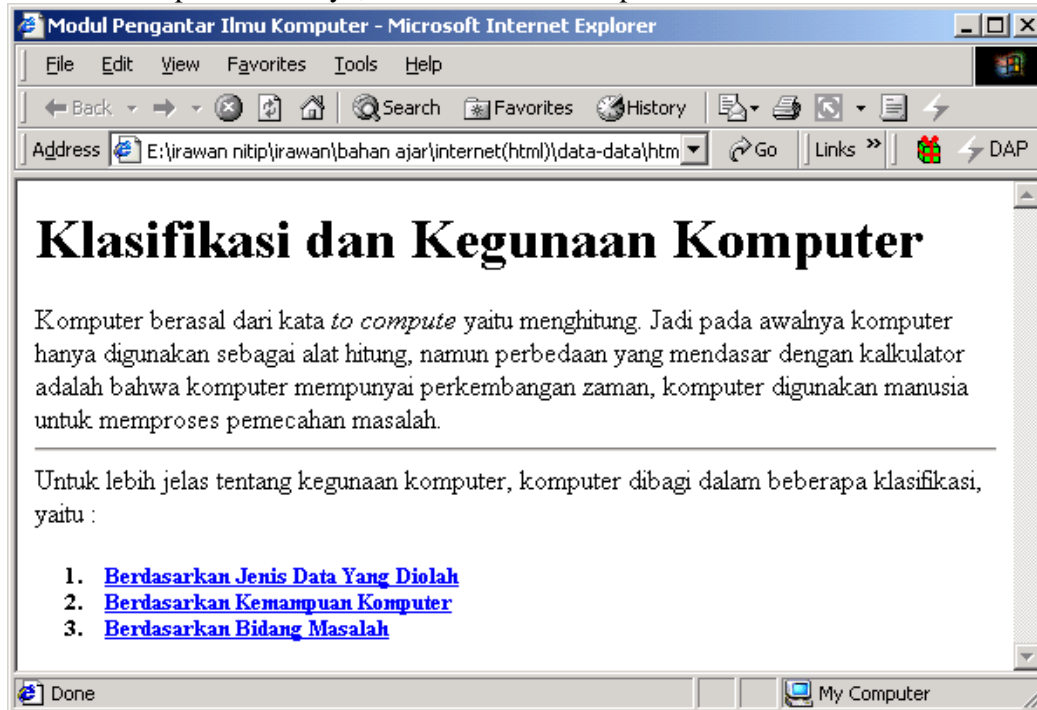 Modul Pengantar Ilmu Komputer - Microsoft Internet Explorer
File Edit View Favorites Tools Help
Back Search Favorites History
Address E:\irawan nitip\irawan\bahan ajar\internet(html)\data-data\htm Go Links » DAP
Klasifikasi dan Kegunaan Komputer
Komputer berasal dari kata to compute yaitu menghitung. Jadi pada awalnya komputer
hanya digunakan sebagai alat hitung, namun perbedaan yang mendasar dengan kalkulator
adalah bahwa komputer mempunyai perkembangan zaman, komputer digunakan manusia
untuk memproses pemecahan masalah.
Untuk lebih jelas tentang kegunaan komputer, komputer dibagi dalam beberapa klasifikasi,
yaitu :
1. Berdasarkan Jenis Data Yang Diolah
2. Berdasarkan Kemampuan Komputer
3. Berdasarkan Bidang Masalah
Done My Computer